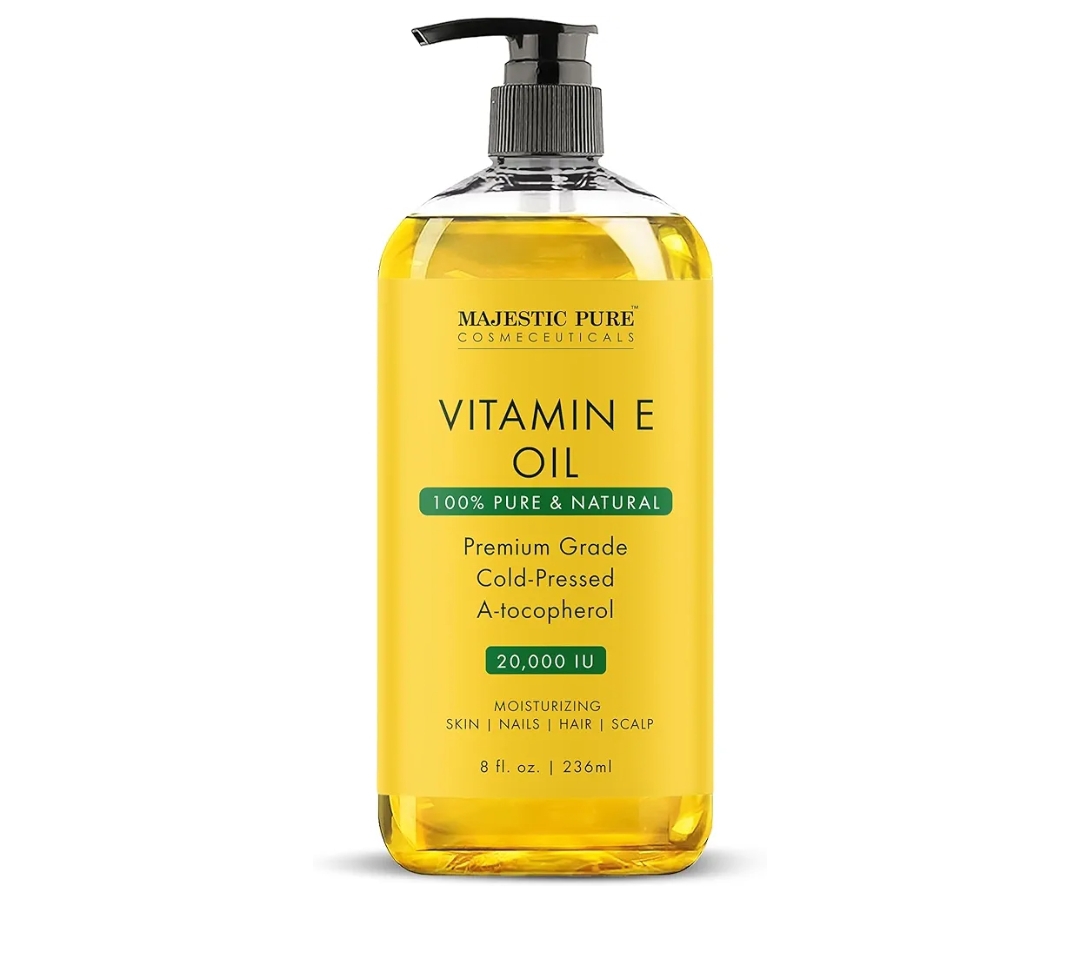 MAJESTIC PURE™
COSMECEUTICALS
VITAMIN E
OIL
100% PURE & NATURAL
Premium Grade
Cold-Pressed
A-tocopherol
20,000 IU
MOISTURIZING
SKIN | NAILS | HAIR | SCALP
8 fl. oz. | 236ml